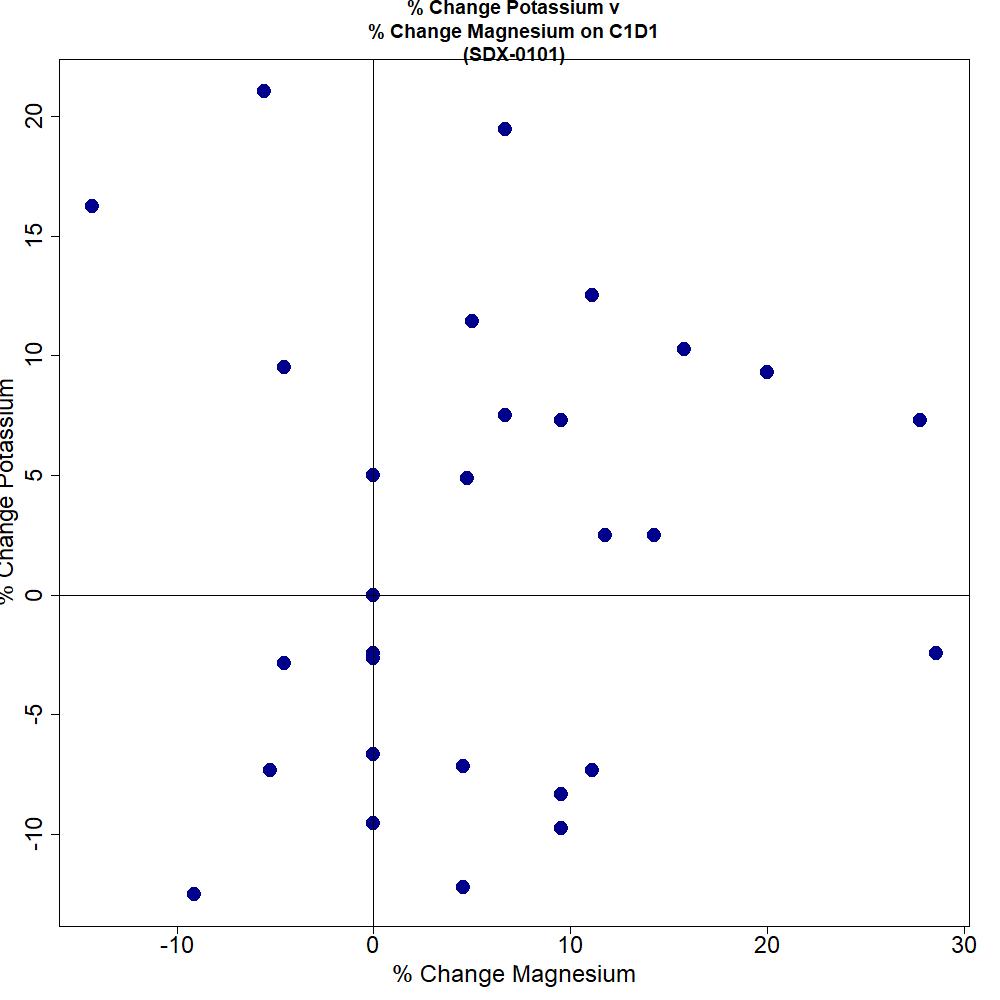 % Change Potassium v
% Change Magnesium on C1D1
(SDX-0101)
% Change Potassium
20
15
10
5
0
-5
-10
-10
0
10
20
30
% Change Magnesium